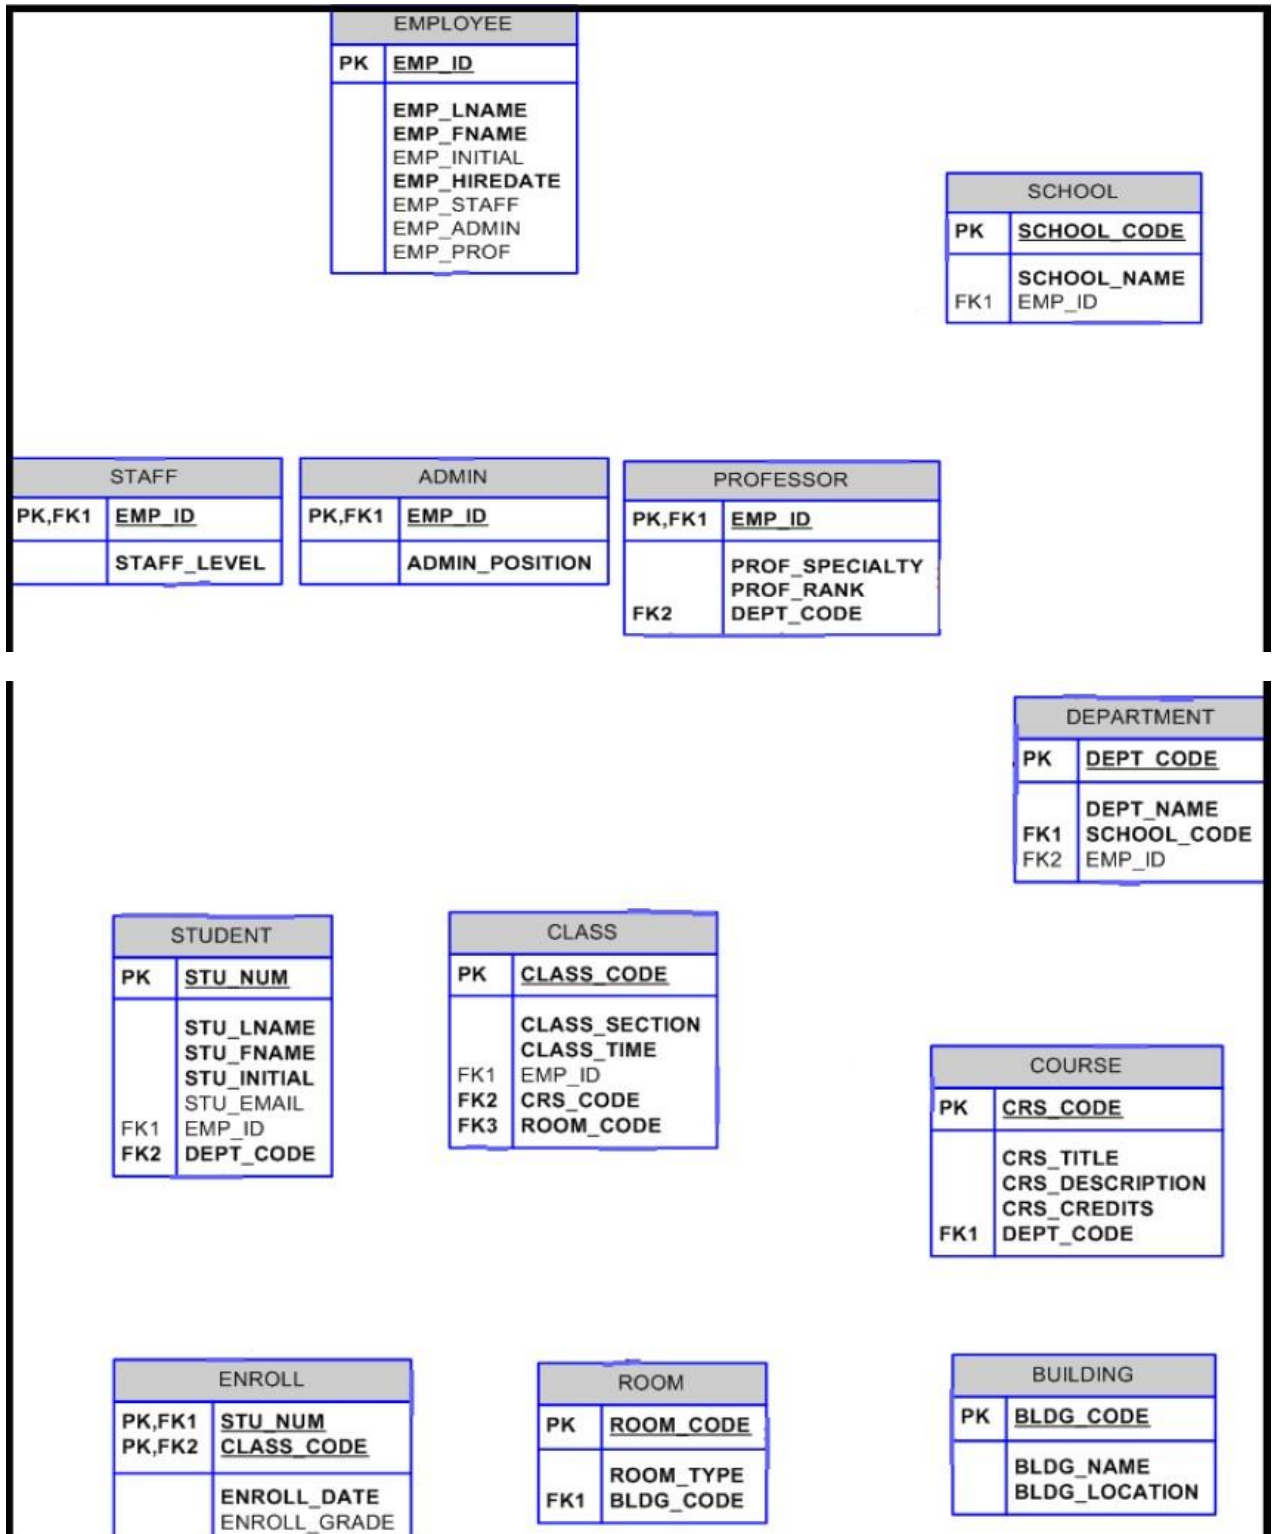 EMPLOYEE
PK EMP_ID
EMP_LNAME
EMP_FNAME
EMP_INITIAL
EMP_HIREDATE
EMP_STAFF
EMP_ADMIN
EMP_PROF
SCHOOL
PK SCHOOL_CODE
SCHOOL_NAME
FK1 EMP_ID
STAFF
PK,FK1 EMP_ID
STAFF_LEVEL
ADMIN
PK,FK1 EMP_ID
ADMIN_POSITION
PROFESSOR
PK,FK1 EMP_ID
PROF_SPECIALTY
PROF_RANK
FK2 DEPT_CODE
DEPARTMENT
PK DEPT_CODE
DEPT_NAME
FK1 SCHOOL_CODE
FK2 EMP_ID
STUDENT
PK STU_NUM
STU_LNAME
STU_FNAME
STU_INITIAL
STU_EMAIL
FK1 EMP_ID
FK2 DEPT_CODE
CLASS
PK CLASS_CODE
CLASS_SECTION
CLASS_TIME
FK1 EMP_ID
FK2 CRS_CODE
FK3 ROOM_CODE
COURSE
PK CRS_CODE
CRS_TITLE
CRS_DESCRIPTION
CRS_CREDITS
FK1 DEPT_CODE
ENROLL
PK,FK1 STU_NUM
PK,FK2 CLASS_CODE
ENROLL_DATE
ENROLL_GRADE
ROOM
PK ROOM_CODE
ROOM_TYPE
FK1 BLDG_CODE
BUILDING
PK BLDG_CODE
BLDG_NAME
BLDG_LOCATION